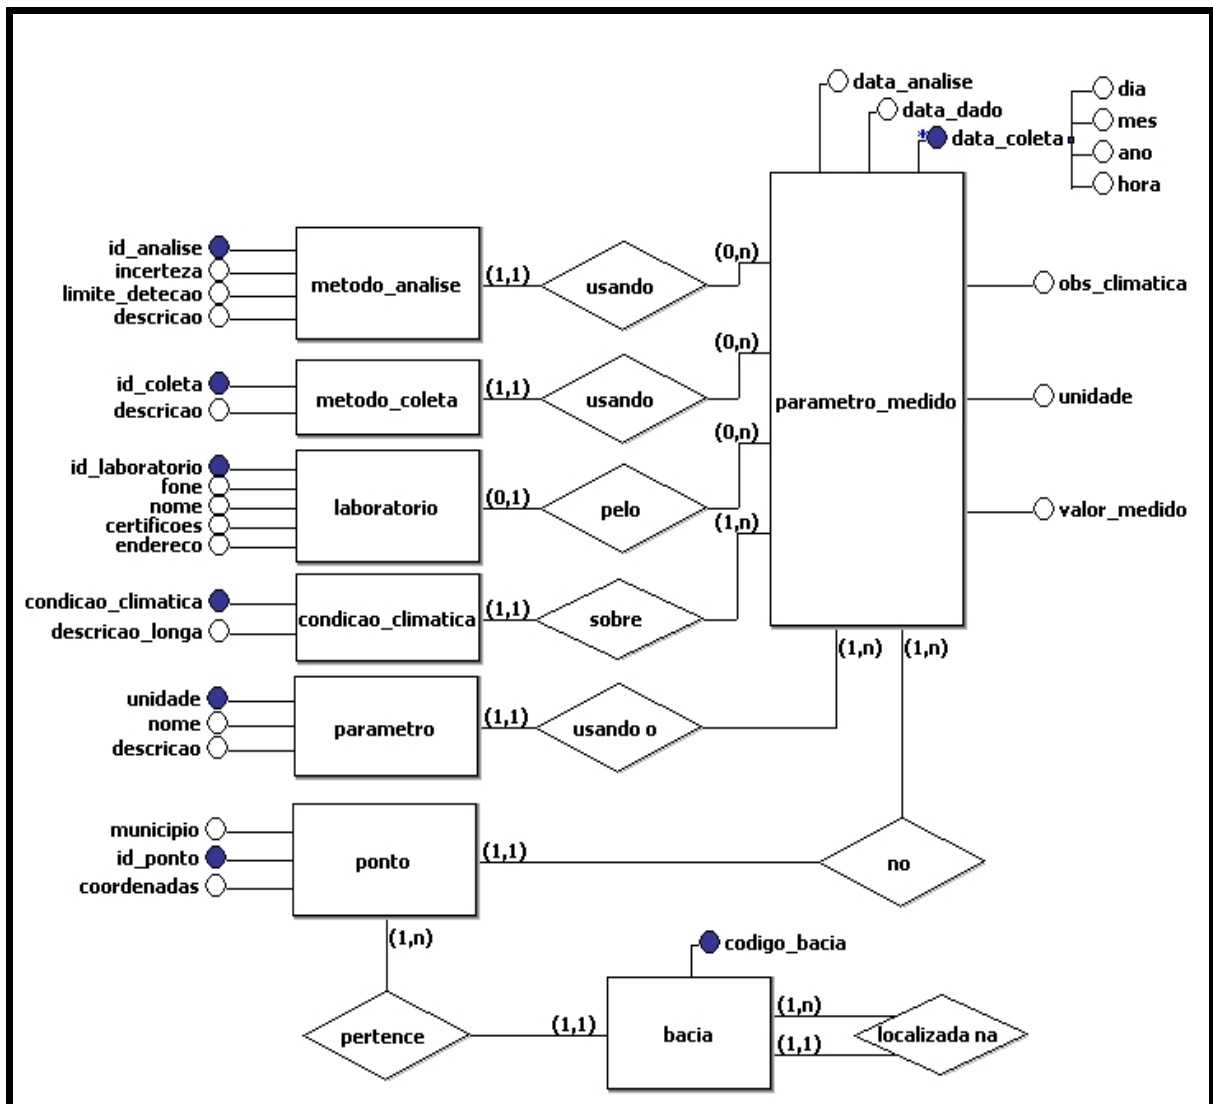 data_analise
dia
data_dado
mes
* data_coleta
ano
hora
id_analise
incerteza
limite_detecao
descricao
metodo_analise
(1,1)
usando
(0,n)
obs_climatica
id_coleta
descricao
metodo_coleta
(1,1)
usando
(0,n)
parametro_medido
unidade
id_laboratorio
fone
nome
certificoes
endereco
laboratorio
(0,1)
pelo
(0,n)
valor_medido
condicao_climatica
descricao_longa
condicao_climatica
(1,1)
sobre
(1,n)
(1,n)
(1,n)
unidade
nome
descricao
parametro
(1,1)
usando o
municipio
id_ponto
coordenadas
ponto
(1,1)
no
(1,n)
codigo_bacia
pertence
(1,1)
bacia
(1,n)
(1,1)
localizada na